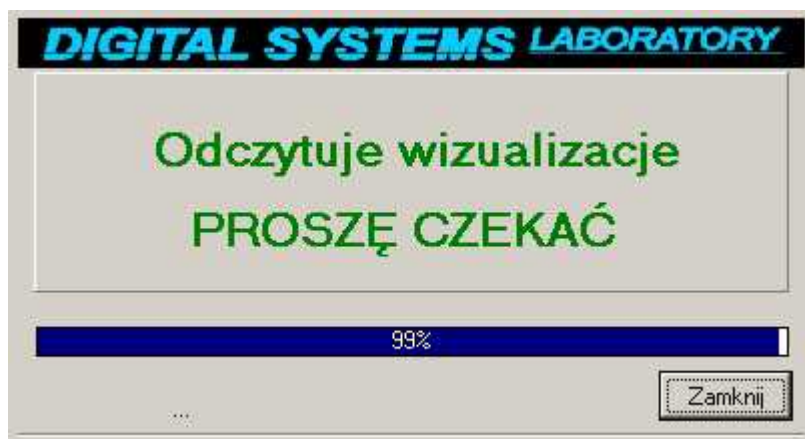 DIGITAL SYSTEMS LABORATORY
Odczytuje wizualizacje
PROSZĘ CZEKAĆ
99%
...
Zamknij